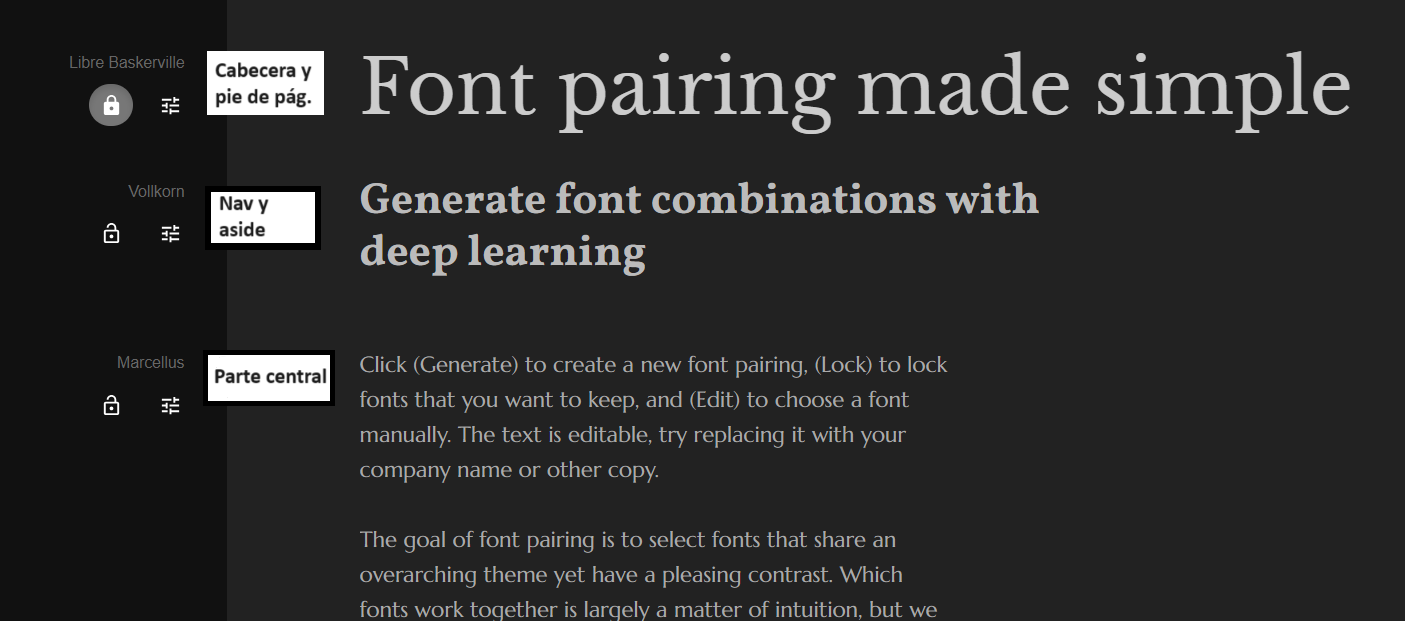 Libre Baskerville
Cabecera y
pie de pág.
Font pairing made simple
Vollkorn
Nav y
aside
Generate font combinations with
deep learning
Marcellus
Parte central
Click (Generate) to create a new font pairing, (Lock) to lock
fonts that you want to keep, and (Edit) to choose a font
manually. The text is editable, try replacing it with your
company name or other copy.
The goal of font pairing is to select fonts that share an
overarching theme yet have a pleasing contrast. Which
fonts work together is largely a matter of intuition, but we